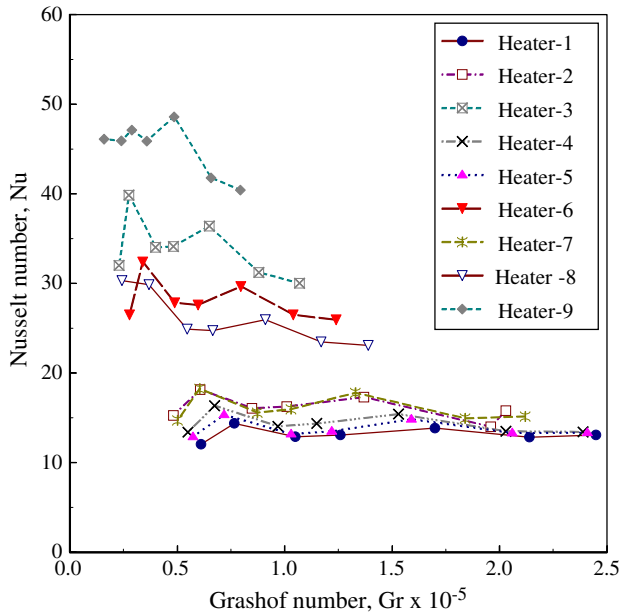 60
50
40
30
20
10
0
Nusselt number, Nu
0.0 0.5 1.0 1.5 2.0 2.5
Grashof number, Gr x 10⁻⁵
Heater-1
Heater-2
Heater-3
Heater-4
Heater-5
Heater-6
Heater-7
Heater -8
Heater-9